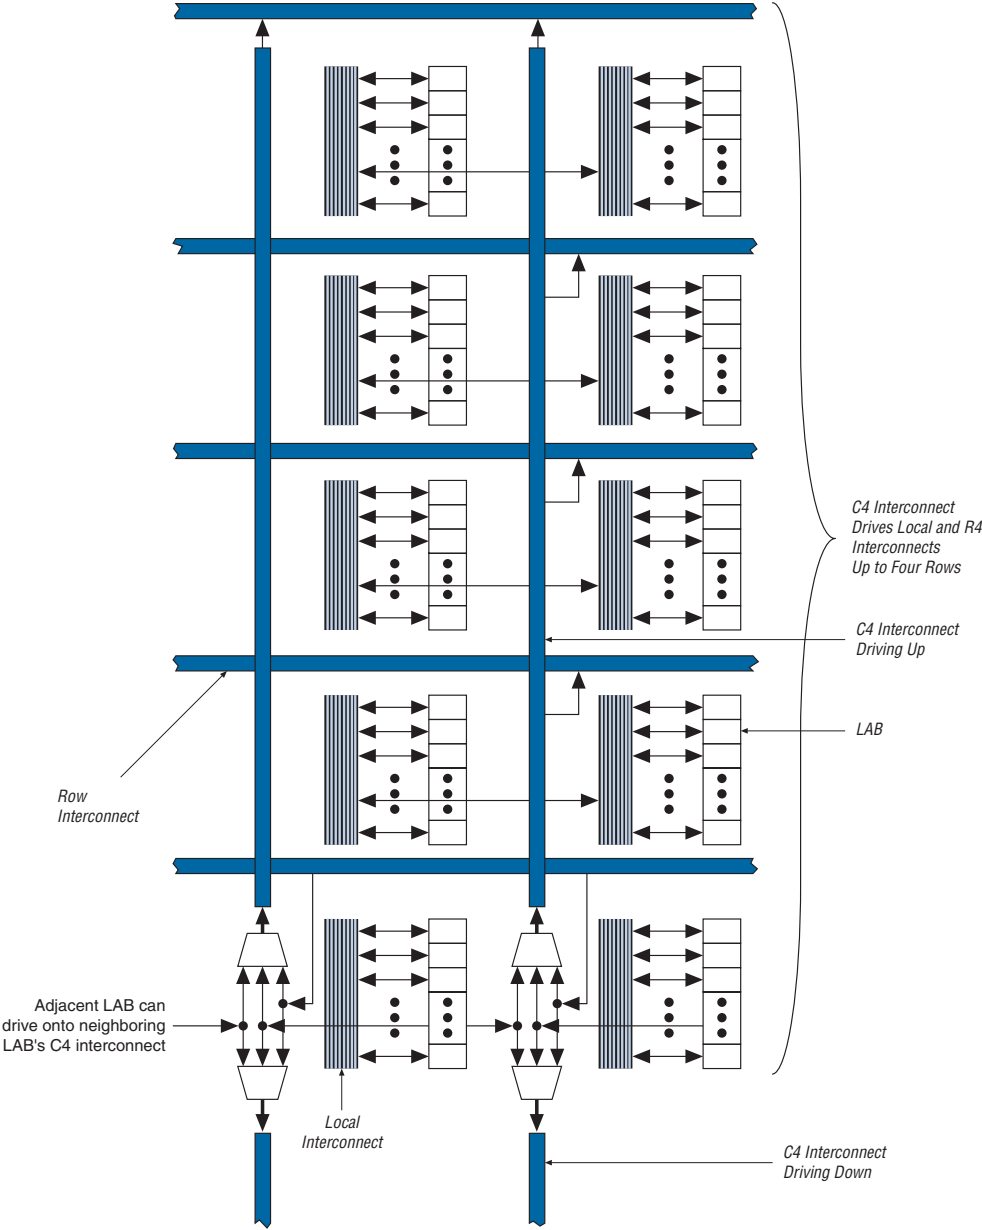 C4 Interconnect
Drives Local and R4
Interconnects
Up to Four Rows
C4 Interconnect
Driving Up
LAB
Row
Interconnect
Adjacent LAB can
drive onto neighboring
LAB's C4 interconnect
Local
Interconnect
C4 Interconnect
Driving Down